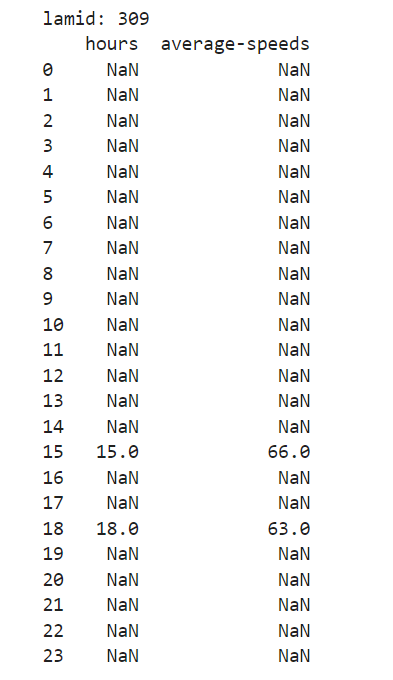 lamid: 309
hours average-speeds
0 NaN NaN
1 NaN NaN
2 NaN NaN
3 NaN NaN
4 NaN NaN
5 NaN NaN
6 NaN NaN
7 NaN NaN
8 NaN NaN
9 NaN NaN
10 NaN NaN
11 NaN NaN
12 NaN NaN
13 NaN NaN
14 NaN NaN
15 15.0 66.0
16 NaN NaN
17 NaN NaN
18 18.0 63.0
19 NaN NaN
20 NaN NaN
21 NaN NaN
22 NaN NaN
23 NaN NaN